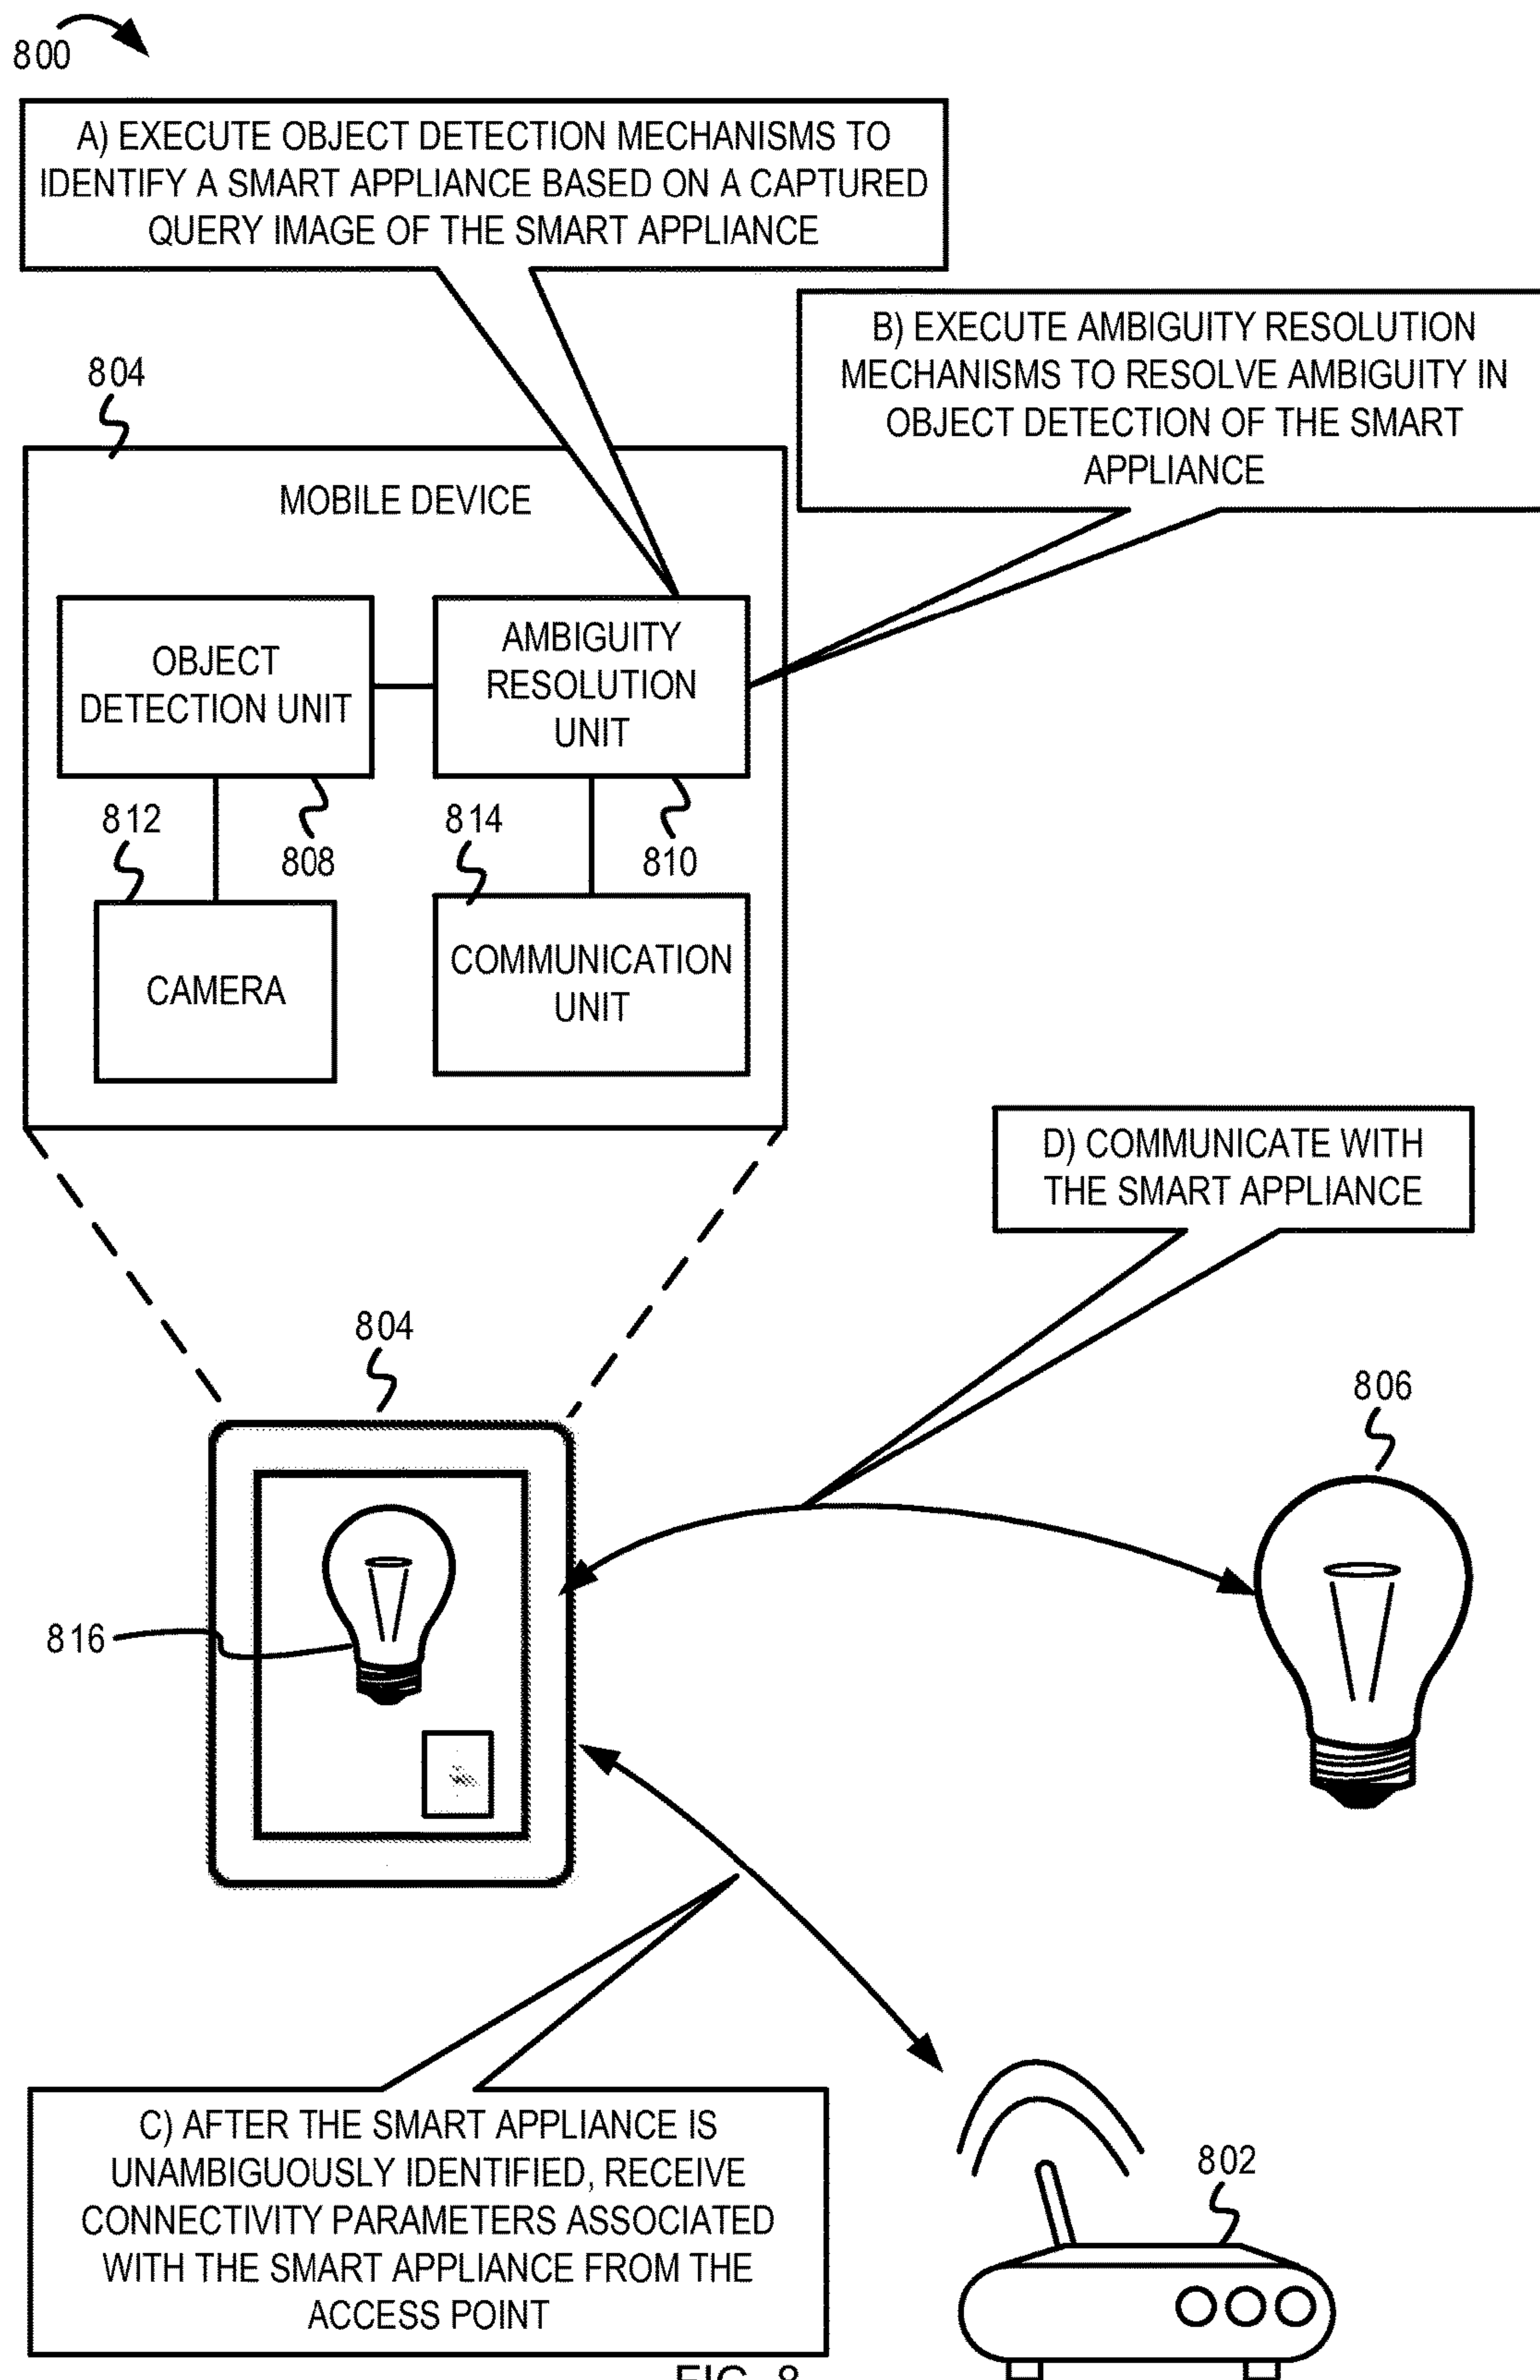 800
A) EXECUTE OBJECT DETECTION MECHANISMS TO
IDENTIFY A SMART APPLIANCE BASED ON A CAPTURED
QUERY IMAGE OF THE SMART APPLIANCE
B) EXECUTE AMBIGUITY RESOLUTION
MECHANISMS TO RESOLVE AMBIGUITY IN
OBJECT DETECTION OF THE SMART
APPLIANCE
804
MOBILE DEVICE
OBJECT
DETECTION UNIT
AMBIGUITY
RESOLUTION
UNIT
812
808
814
810
CAMERA
COMMUNICATION
UNIT
D) COMMUNICATE WITH
THE SMART APPLIANCE
804
806
816
C) AFTER THE SMART APPLIANCE IS
UNAMBIGUOUSLY IDENTIFIED, RECEIVE
CONNECTIVITY PARAMETERS ASSOCIATED
WITH THE SMART APPLIANCE FROM THE
ACCESS POINT
802
FIG. 8